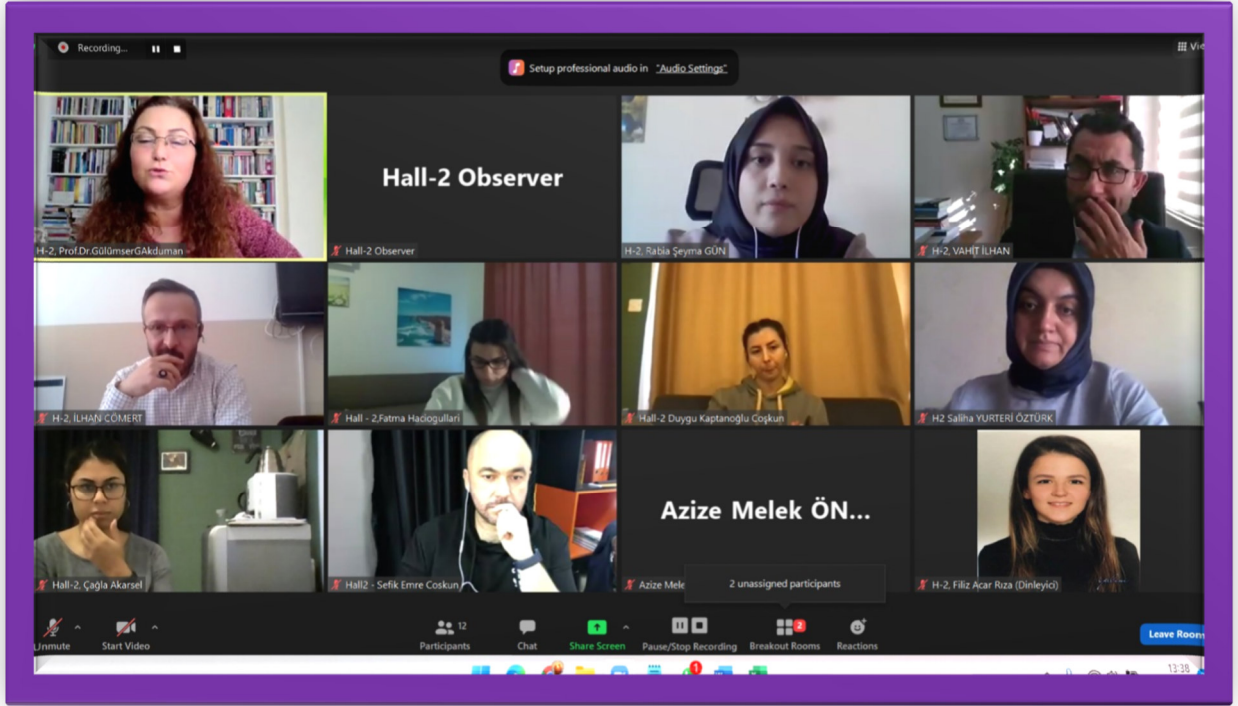 Recording...
Setup professional audio in "Audio Settings"
H-2, Prof.Dr.GülümserGAkduman
Hall-2 Observer
Hall-2 Observer
H-2, Rabia Şeyma GÜN
H-2, VAHİT İLHAN
H-2, İLHAN CÖMERT
Hall - 2,Fatma Haciogullari
Hall-2 Duygu Kaptanoğlu Coşkun
H2 Saliha YURTERİ ÖZTÜRK
Hall-2, Çağla Akarsel
Hall2 - Sefik Emre Coskun
Azize Melek ÖN...
Azize Mele
H-2, Filiz Acar Rıza (Dinleyici)
2 unassigned participants
Unmute
Start Video
12
Participants
Chat
Share Screen
Pause/Stop Recording
2
Breakout Rooms
Reactions
Leave Room
1
13:38